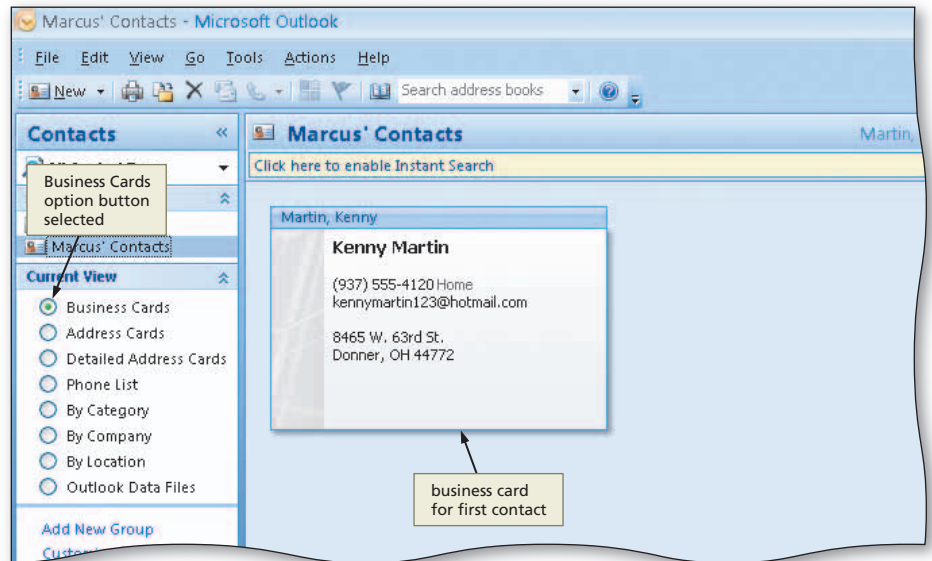 Marcus' Contacts - Microsoft Outlook
File Edit View Go Tools Actions Help
New Search address books
Contacts «
Marcus' Contacts Martin,
Click here to enable Instant Search
Business Cards
option button
selected
Marcus' Contacts
Current View
Business Cards
Address Cards
Detailed Address Cards
Phone List
By Category
By Company
By Location
Outlook Data Files
Add New Group
Martin, Kenny
Kenny Martin
(937) 555-4120 Home
kennymartin123@hotmail.com
8465 W. 63rd St.
Donner, OH 44772
business card
for first contact